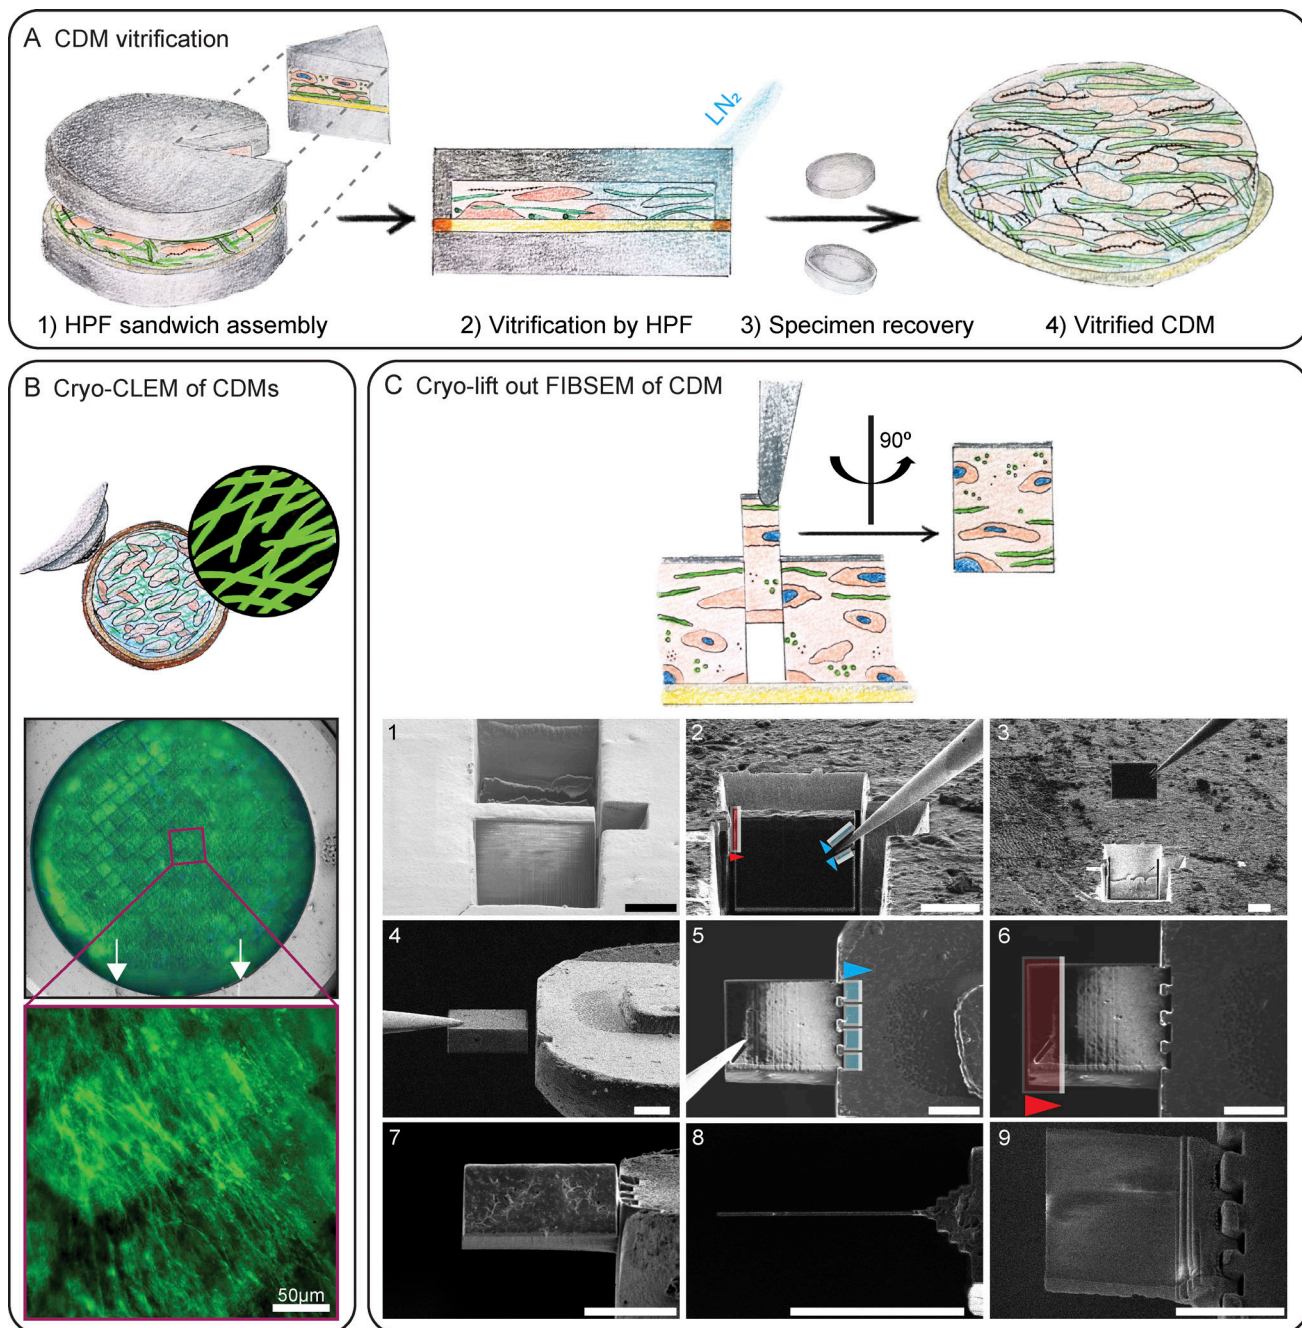 A CDM vitrification
LN₂
1) HPF sandwich assembly
2) Vitrification by HPF
3) Specimen recovery
4) Vitrified CDM
B Cryo-CLEM of CDMs
50µm
C Cryo-lift out FIBSEM of CDM
90º
1
2
3
4
5
6
7
8
9